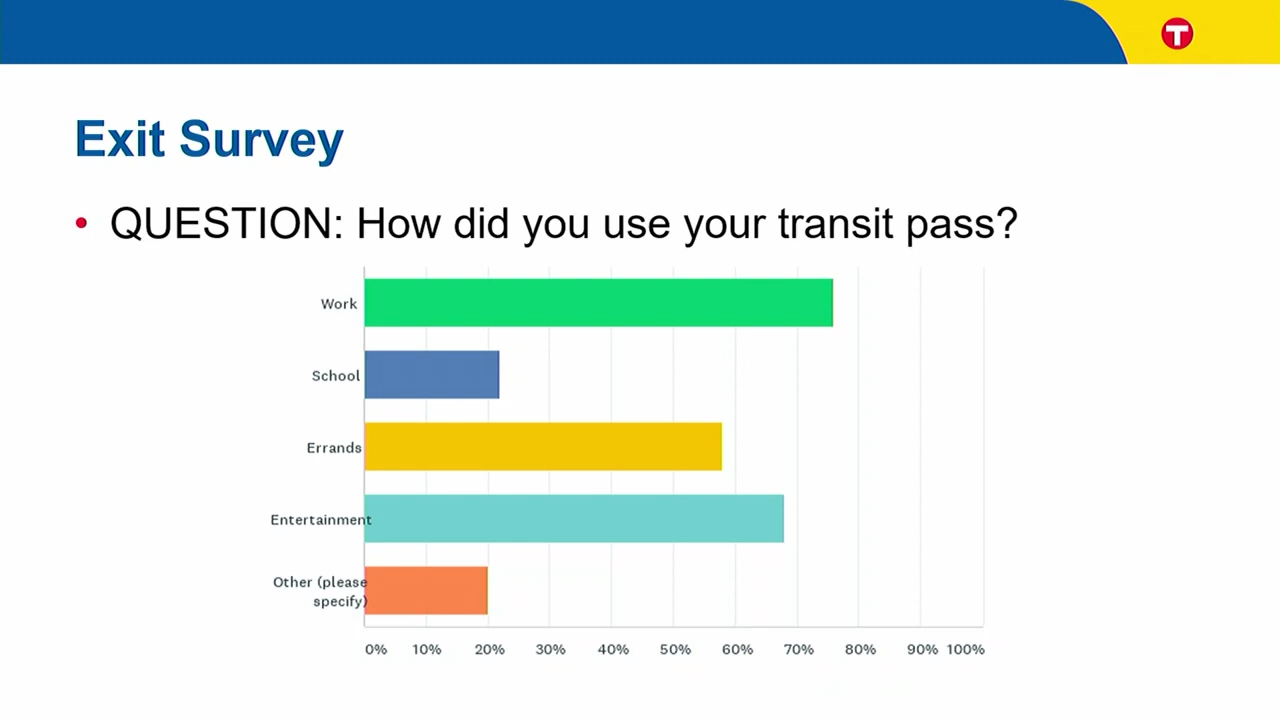 T
Exit Survey
• QUESTION: How did you use your transit pass?
Work
School
Errands
Entertainment
Other (please
specify)
0% 10% 20% 30% 40% 50% 60% 70% 80% 90% 100%